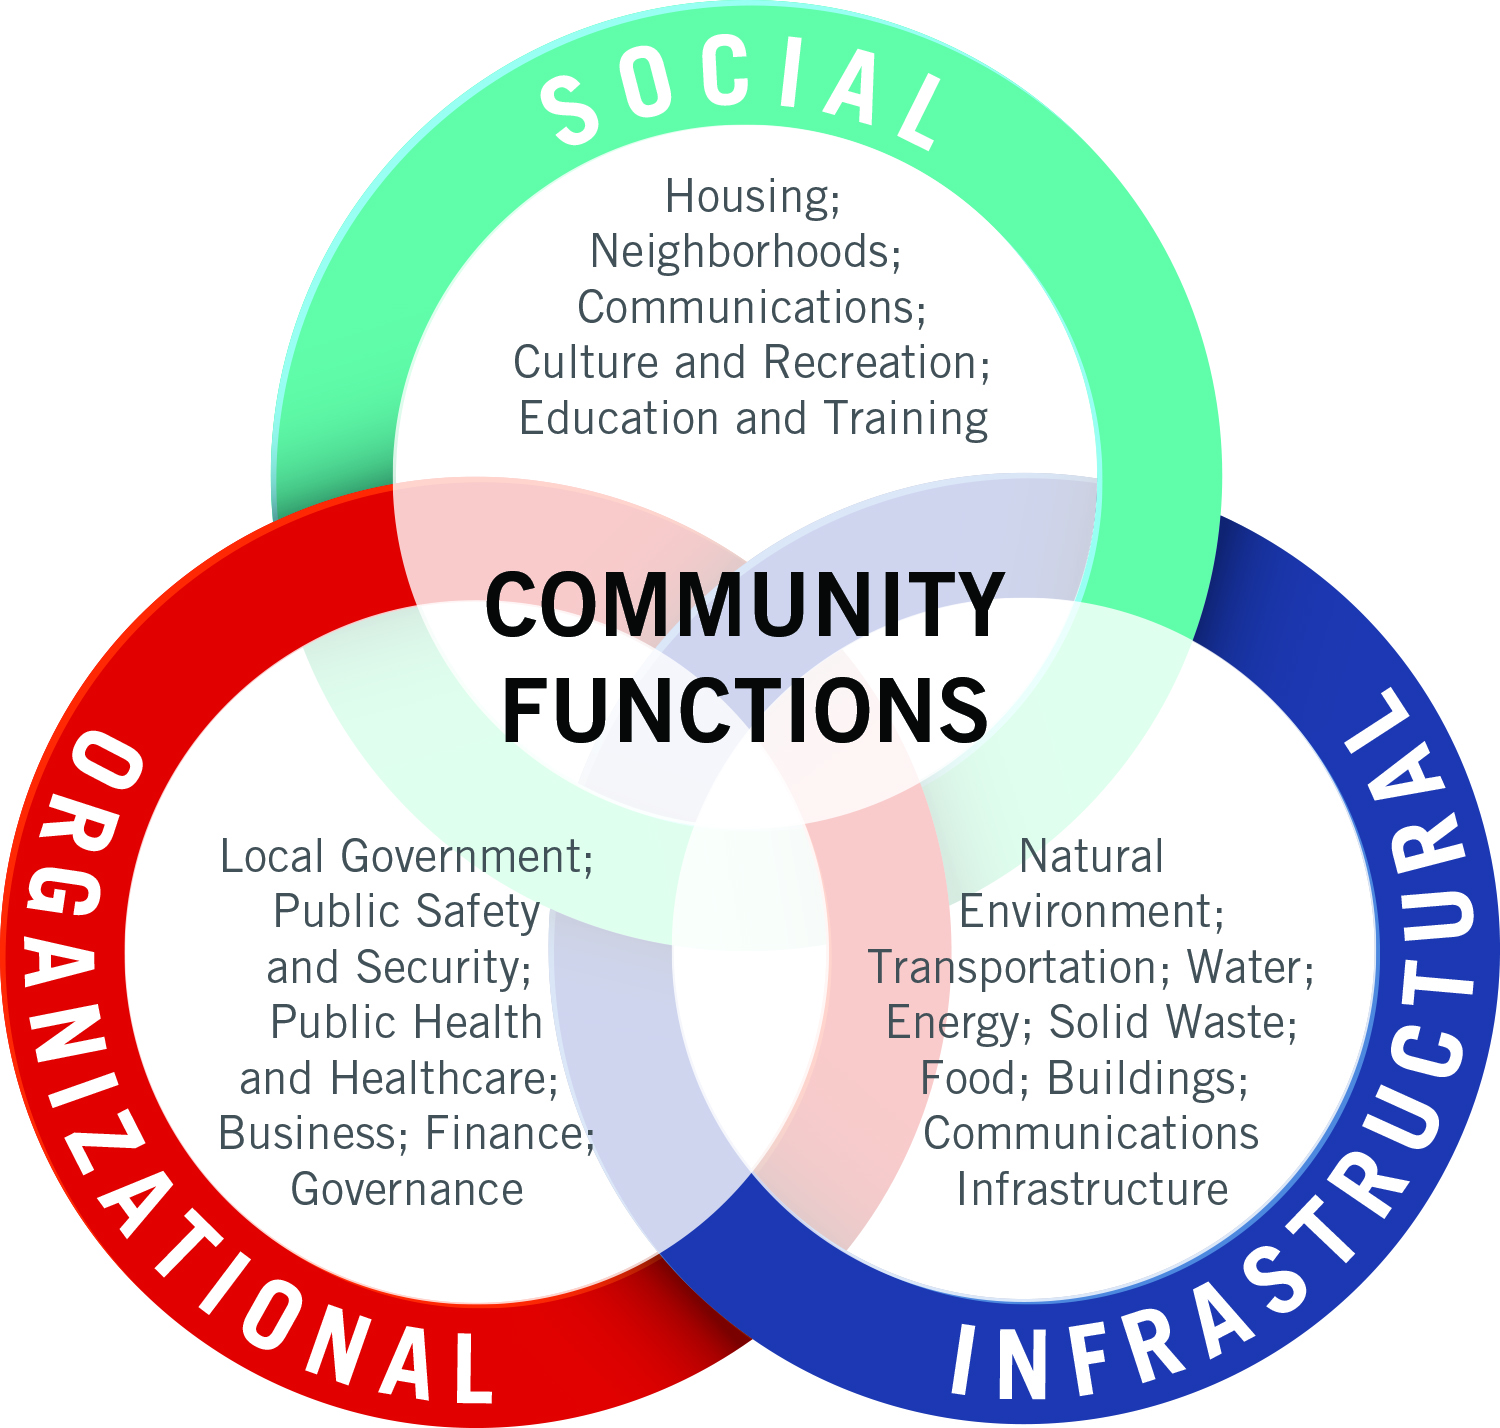 SOCIAL
Housing;
Neighborhoods;
Communications;
Culture and Recreation;
Education and Training
COMMUNITY
FUNCTIONS
ORGANIZATIONAL
Local Government;
Public Safety
and Security;
Public Health
and Healthcare;
Business; Finance;
Governance
INFRASTRUCTURAL
Natural
Environment;
Transportation; Water;
Energy; Solid Waste;
Food; Buildings;
Communications
Infrastructure